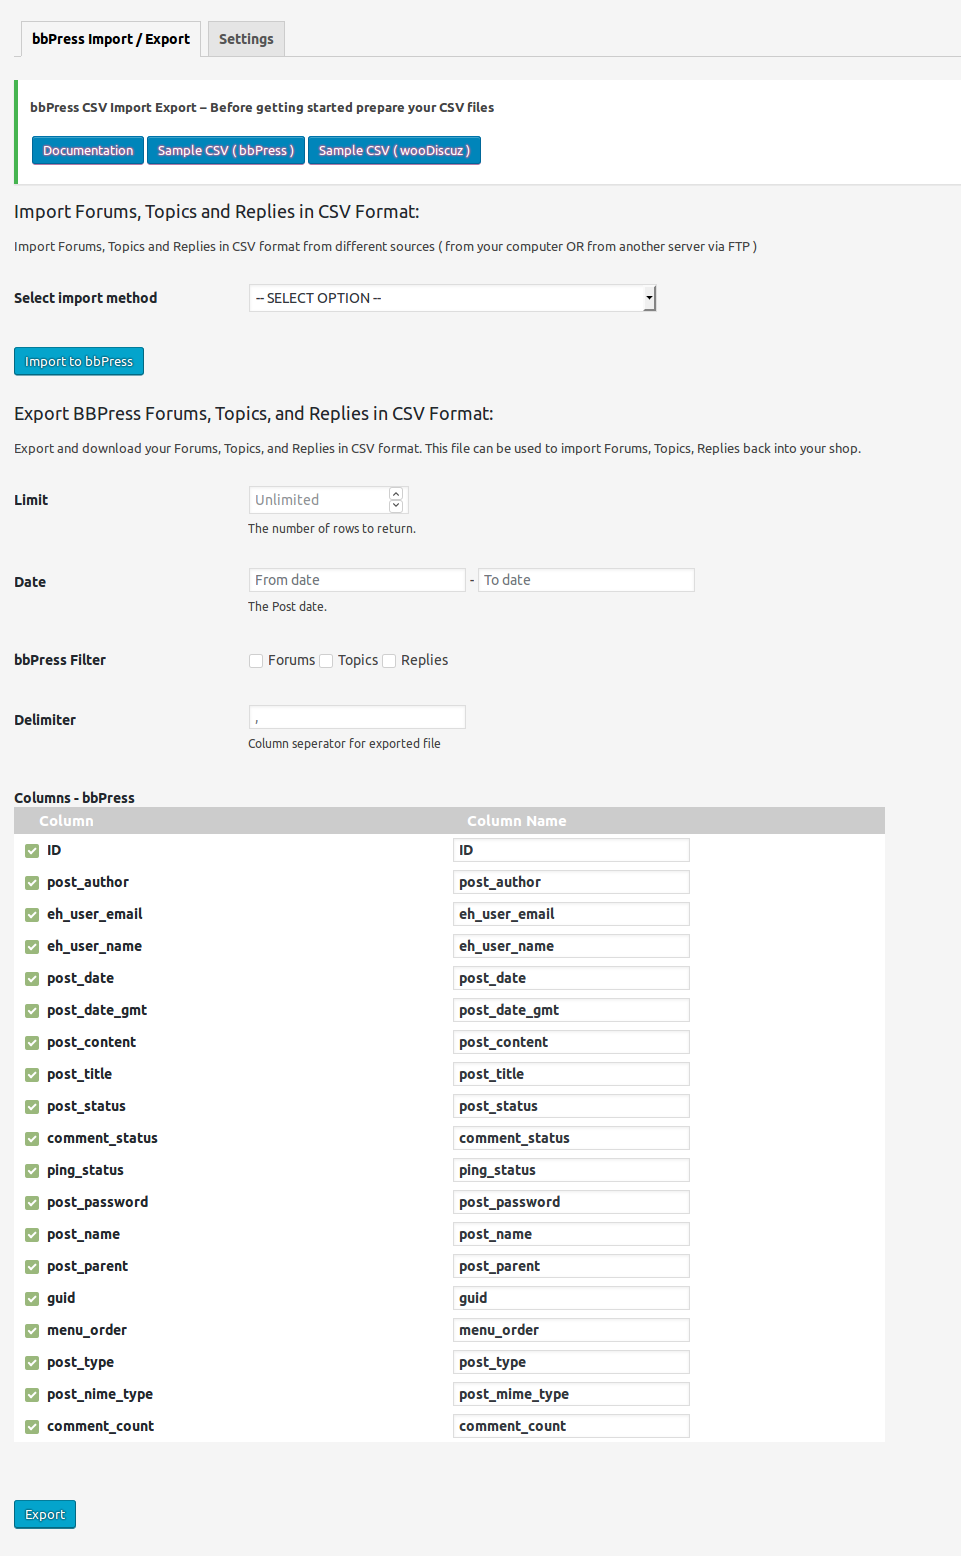 bbPress Import / Export Settings
bbPress CSV Import Export – Before getting started prepare your CSV files
Documentation Sample CSV ( bbPress ) Sample CSV ( wooDiscuz )
Import Forums, Topics and Replies in CSV Format:
Import Forums, Topics and Replies in CSV format from different sources ( from your computer OR from another server via FTP )
Select import method -- SELECT OPTION --
Import to bbPress
Export BBPress Forums, Topics, and Replies in CSV Format:
Export and download your Forums, Topics, and Replies in CSV format. This file can be used to import Forums, Topics, Replies back into your shop.
Limit Unlimited
The number of rows to return.
Date From date - To date
The Post date.
bbPress Filter Forums Topics Replies
Delimiter ,
Column seperator for exported file
Columns - bbPress
Column Column Name
ID ID
post_author post_author
eh_user_email eh_user_email
eh_user_name eh_user_name
post_date post_date
post_date_gmt post_date_gmt
post_content post_content
post_title post_title
post_status post_status
comment_status comment_status
ping_status ping_status
post_password post_password
post_name post_name
post_parent post_parent
guid guid
menu_order menu_order
post_type post_type
post_nime_type post_mime_type
comment_count comment_count
Export